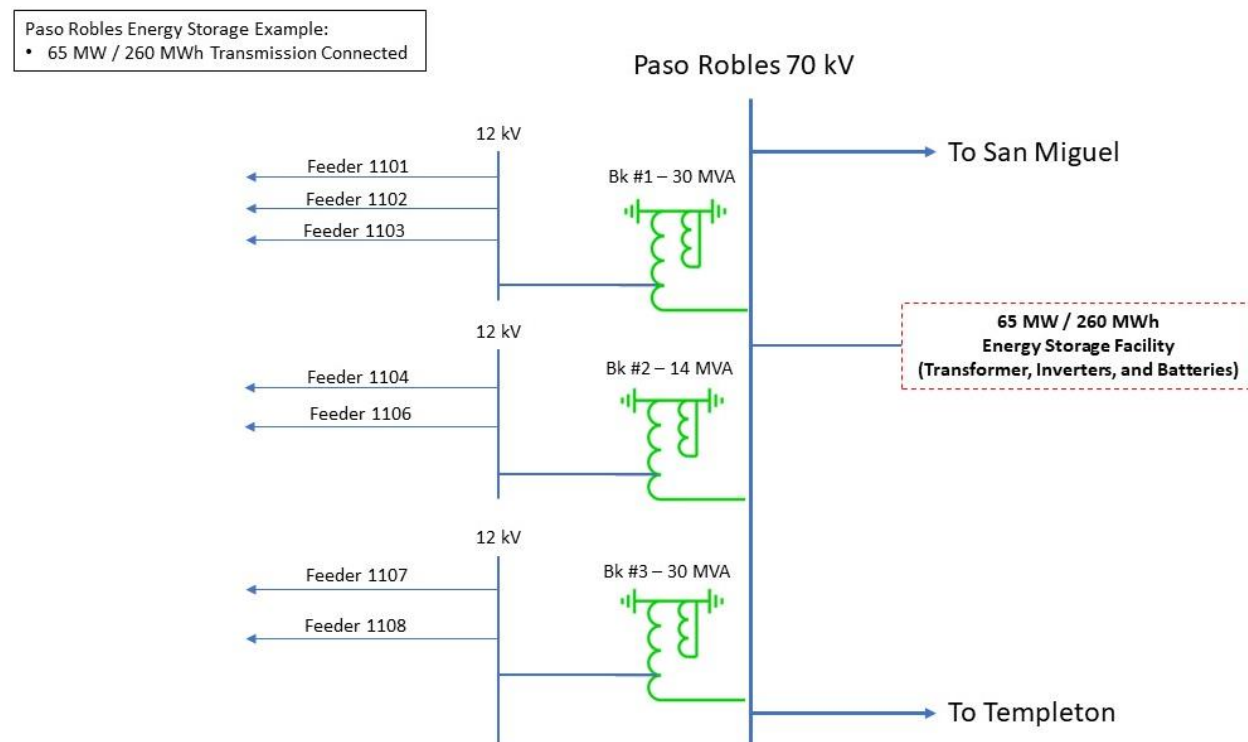 Paso Robles Energy Storage Example:
• 65 MW / 260 MWh Transmission Connected
Paso Robles 70 kV
12 kV
To San Miguel
Feeder 1101
Bk #1 – 30 MVA
Feeder 1102
Feeder 1103
65 MW / 260 MWh
Energy Storage Facility
(Transformer, Inverters, and Batteries)
12 kV
Bk #2 – 14 MVA
Feeder 1104
Feeder 1106
12 kV
Bk #3 – 30 MVA
Feeder 1107
Feeder 1108
To Templeton